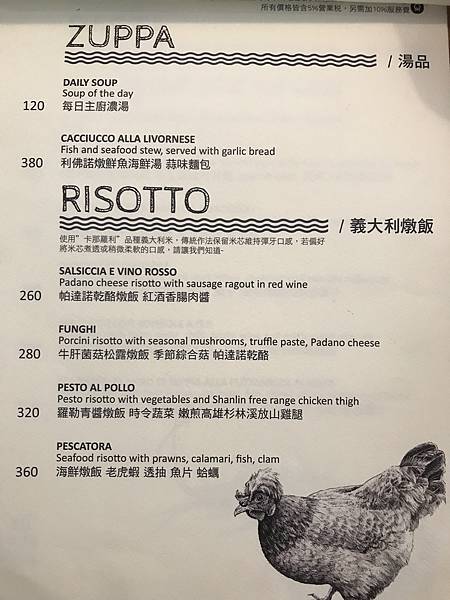 所有價格皆含5%營業稅，另需加10%服務費
ZUPPA / 湯品
DAILY SOUP
Soup of the day
120 每日主廚濃湯
CACCIUCCO ALLA LIVORNESE
Fish and seafood stew, served with garlic bread
380 利佛諾燉鮮魚海鮮湯 蒜味麵包
RISOTTO / 義大利燉飯
使用”卡那蘿利”品種義大利米，傳統作法保留米芯維持彈牙口感，若偏好
將米芯煮透或稍微柔軟的口感，請讓我們知道~
SALSICCIA E VINO ROSSO
Padano cheese risotto with sausage ragout in red wine
260 帕達諾乾酪燉飯 紅酒香腸肉醬
FUNGHI
Porcini risotto with seasonal mushrooms, truffle paste, Padano cheese
280 牛肝菌菇松露燉飯 季節綜合菇 帕達諾乾酪
PESTO AL POLLO
Pesto risotto with vegetables and Shanlin free range chicken thigh
320 羅勒青醬燉飯 時令蔬菜 嫩煎高雄杉林溪放山雞腿
PESCATORA
Seafood risotto with prawns, calamari, fish, clam
360 海鮮燉飯 老虎蝦 透抽 魚片 蛤蠣